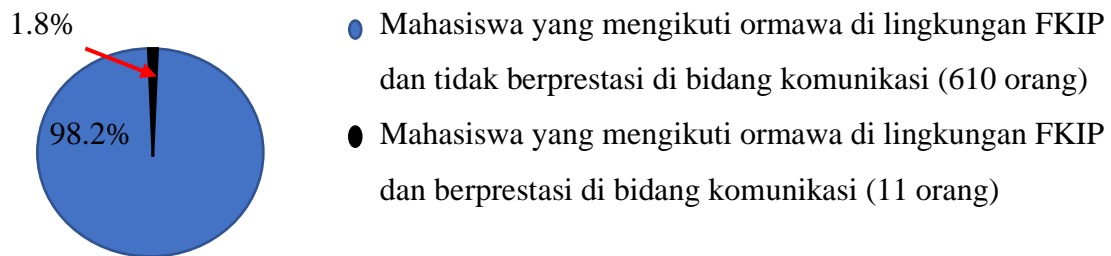 1.8%
98.2%
Mahasiswa yang mengikuti ormawa di lingkungan FKIP
dan tidak berprestasi di bidang komunikasi (610 orang)
Mahasiswa yang mengikuti ormawa di lingkungan FKIP
dan berprestasi di bidang komunikasi (11 orang)